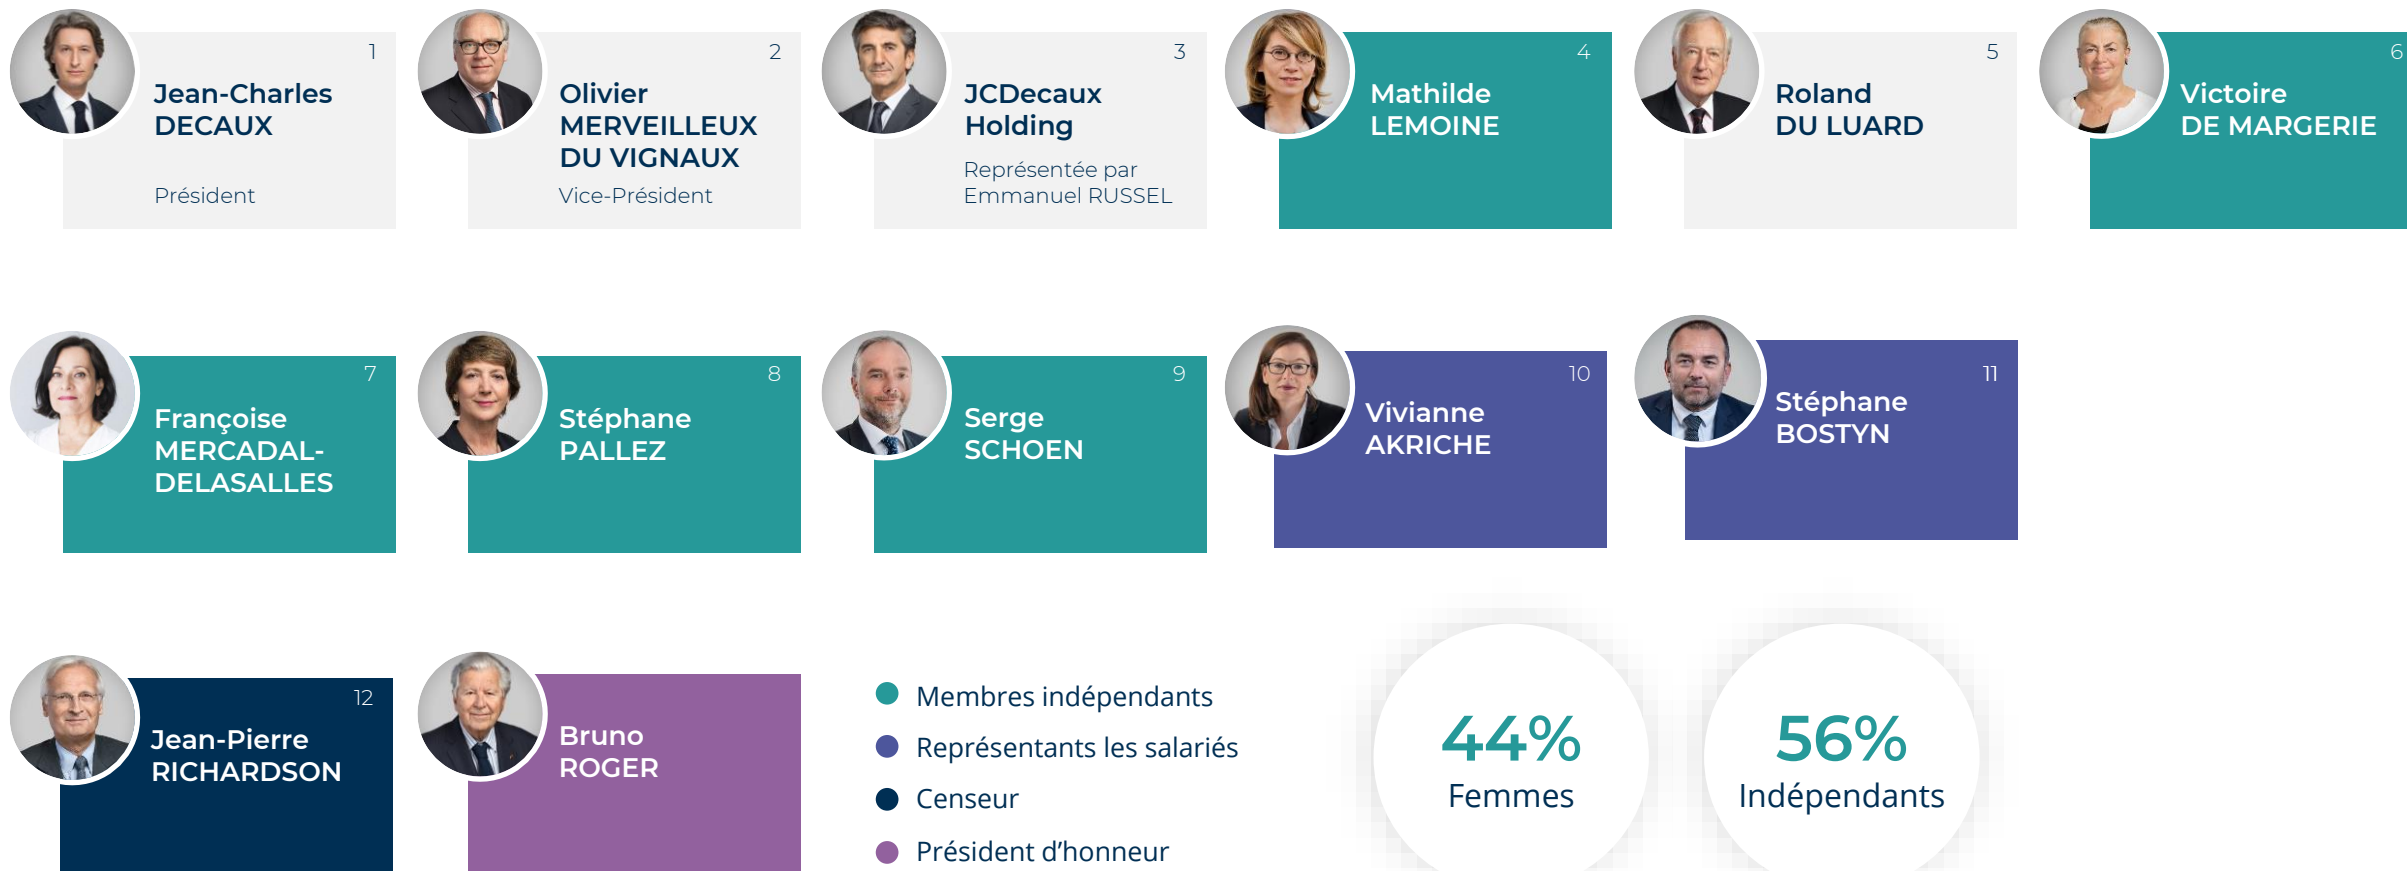 1
Jean-Charles
DECAUX
Président
2
Olivier
MERVEILLEUX
DU VIGNAUX
Vice-Président
3
JCDecaux
Holding
Représentée par
Emmanuel RUSSEL
4
Mathilde
LEMOINE
5
Roland
DU LUARD
6
Victoire
DE MARGERIE
7
Françoise
MERCADAL-
DELASALLES
8
Stéphane
PALLEZ
9
Serge
SCHOEN
10
Vivianne
AKRICHE
11
Stéphane
BOSTYN
12
Jean-Pierre
RICHARDSON
Bruno
ROGER
Membres indépendants
Représentants les salariés
Censeur
Président d’honneur
44%
Femmes
56%
Indépendants